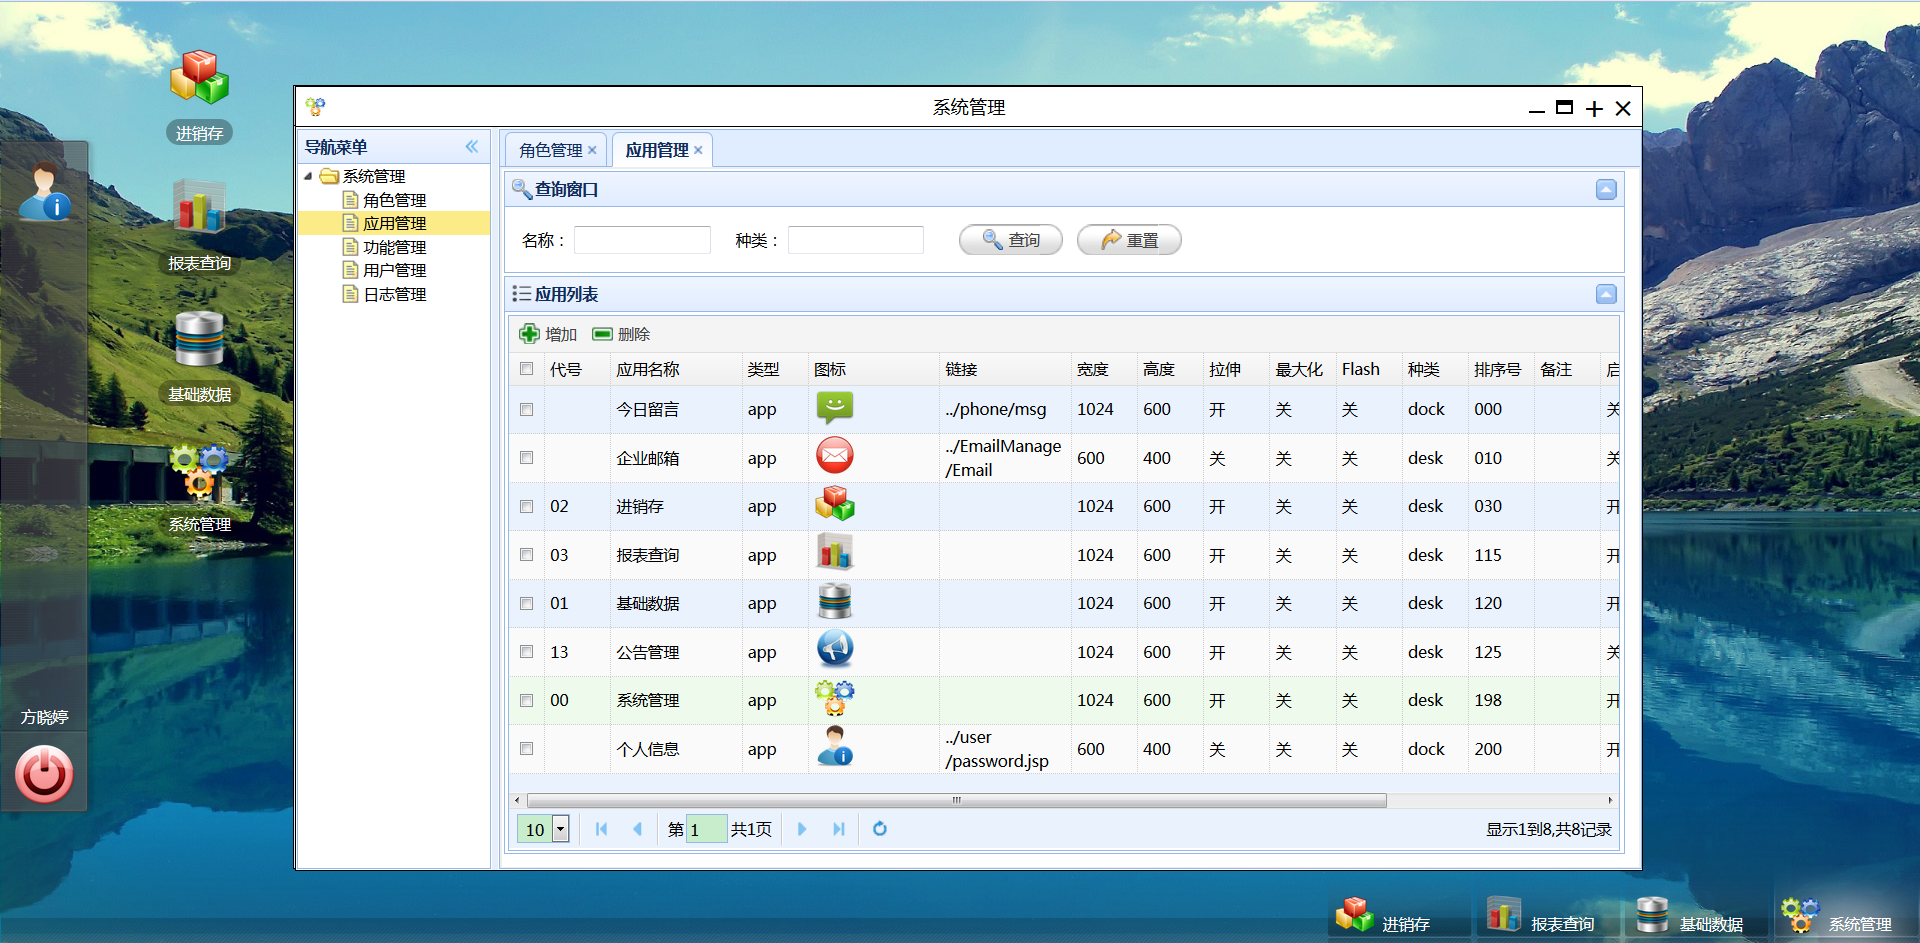 进销存
报表查询
基础数据
系统管理
方晓婷
系统管理
导航菜单
系统管理
角色管理
应用管理
功能管理
用户管理
日志管理
角色管理
应用管理
查询窗口
名称：
种类：
查询
重置
应用列表
增加
删除
代号 应用名称 类型 图标 链接 宽度 高度 拉伸 最大化 Flash 种类 排序号 备注
今日留言 app ../phone/msg 1024 600 开 关 关 dock 000 关
企业邮箱 app ../EmailManage
/Email 600 400 关 关 关 desk 010 关
02 进销存 app 1024 600 开 关 关 desk 030 开
03 报表查询 app 1024 600 开 关 关 desk 115 开
01 基础数据 app 1024 600 开 关 关 desk 120 开
13 公告管理 app 1024 600 开 关 关 desk 125 关
00 系统管理 app 1024 600 开 关 关 desk 198 开
个人信息 app ../user
/password.jsp 600 400 关 关 关 dock 200 开
10 第 1 共1页 显示1到8,共8记录
进销存
报表查询
基础数据
系统管理